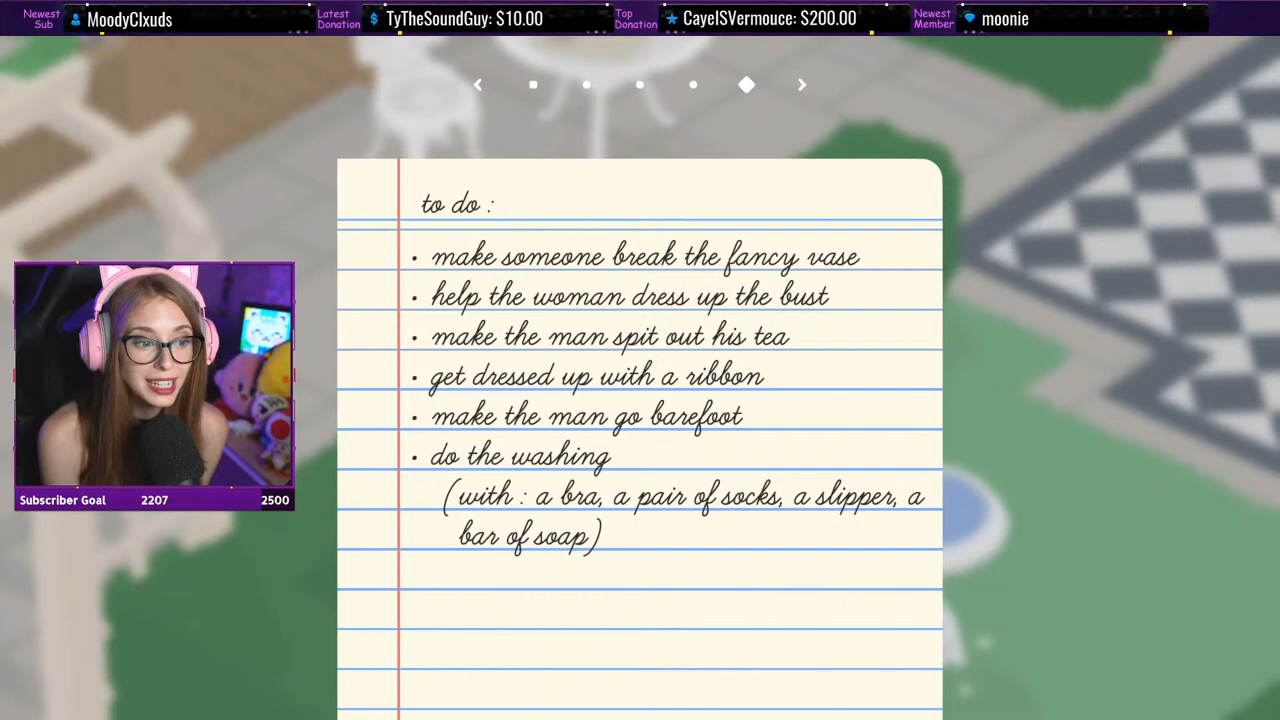 Newest Sub MoodyClxuds Latest Donation TyTheSoundGuy: $10.00 Top Donation CayeISVermouce: $200.00 Newest Member moonie
to do :
• make someone break the fancy vase
• help the woman dress up the bust
• make the man spit out his tea
• get dressed up with a ribbon
• make the man go barefoot
• do the washing
(with : a bra, a pair of socks, a slipper, a
bar of soap)
Subscriber Goal 2207 2500